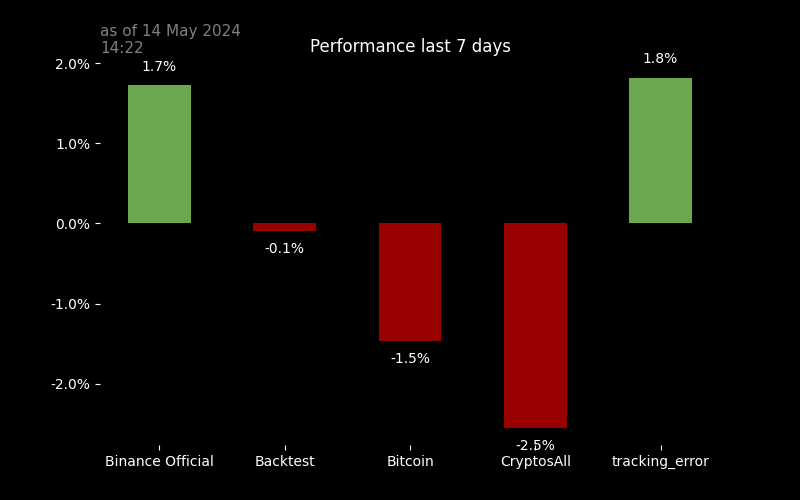 as of 14 May 2024
14:22
Performance last 7 days
2.0%
1.0%
0.0%
-1.0%
-2.0%
1.7%
-0.1%
-1.5%
-2.5%
1.8%
Binance Official
Backtest
Bitcoin
CryptosAll
tracking_error